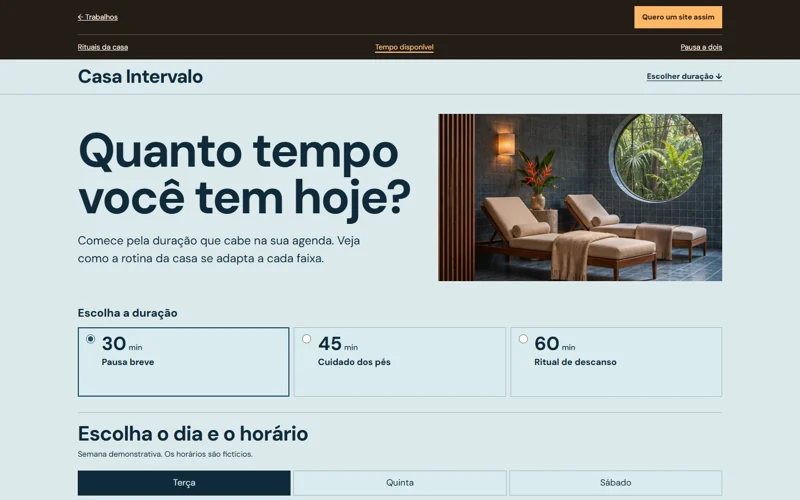 ← Trabalhos
Quero um site assim
Rituais da casa
Tempo disponível
Pausa a dois
Casa Intervalo
Escolher duração ↓
Quanto tempo
você tem hoje?
Comece pela duração que cabe na sua agenda. Veja
como a rotina da casa se adapta a cada faixa.
Escolha a duração
30 min
Pausa breve
45 min
Cuidado dos pés
60 min
Ritual de descanso
Escolha o dia e o horário
Semana demonstrativa. Os horários são fictícios.
Terça
Quinta
Sábado